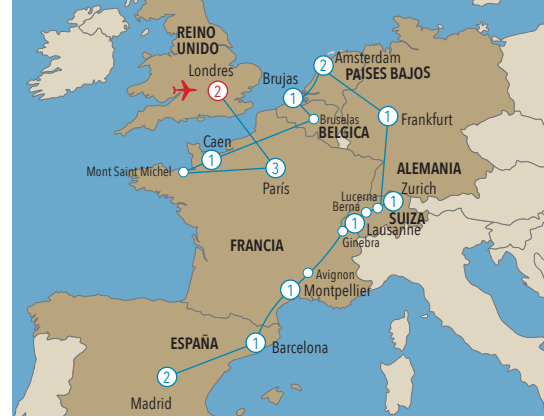 REINO
UNIDO
Londres
2
Amsterdam
2
PAÍSES BAJOS
Brujas
1
Bruselas
BELGICA
1
Frankfurt
Caen
1
Mont Saint Michel
3
París
ALEMANIA
Lucerna
Zurich
1
Berna
SUIZA
1
Lausanne
Ginebra
FRANCIA
Avignon
1
Montpellier
ESPAÑA
1
Barcelona
2
Madrid